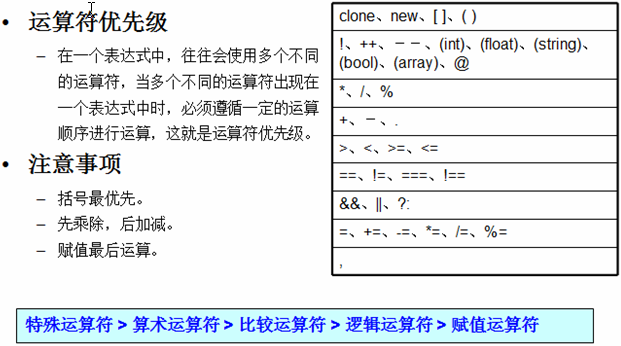 • 运算符优先级
– 在一个表达式中，往往会使用多个不同
的运算符，当多个不同的运算符出现在
一个表达式中时，必须遵循一定的运算
顺序进行运算，这就是运算符优先级。
• 注意事项
– 括号最优先。
– 先乘除，后加减。
– 赋值最后运算。
clone、new、[ ]、( )
!、++、－－、(int)、(float)、(string)、
(bool)、(array)、@
*、/、%
+、－、.
>、<、>=、<=
==、!=、===、!==
&&、||、?:
=、+=、-=、*=、/=、%=
,
特殊运算符 > 算术运算符 > 比较运算符 > 逻辑运算符 > 赋值运算符